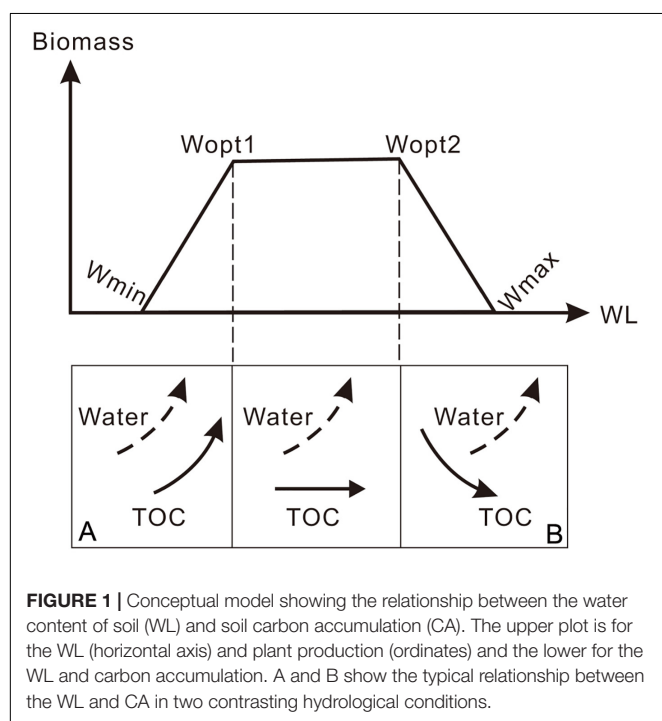 Biomass
Wopt1 Wopt2
Wmin Wmax
WL
Water Water Water
TOC TOC TOC
A B
FIGURE 1 | Conceptual model showing the relationship between the water
content of soil (WL) and soil carbon accumulation (CA). The upper plot is for
the WL (horizontal axis) and plant production (ordinates) and the lower for the
WL and carbon accumulation. A and B show the typical relationship between
the WL and CA in two contrasting hydrological conditions.